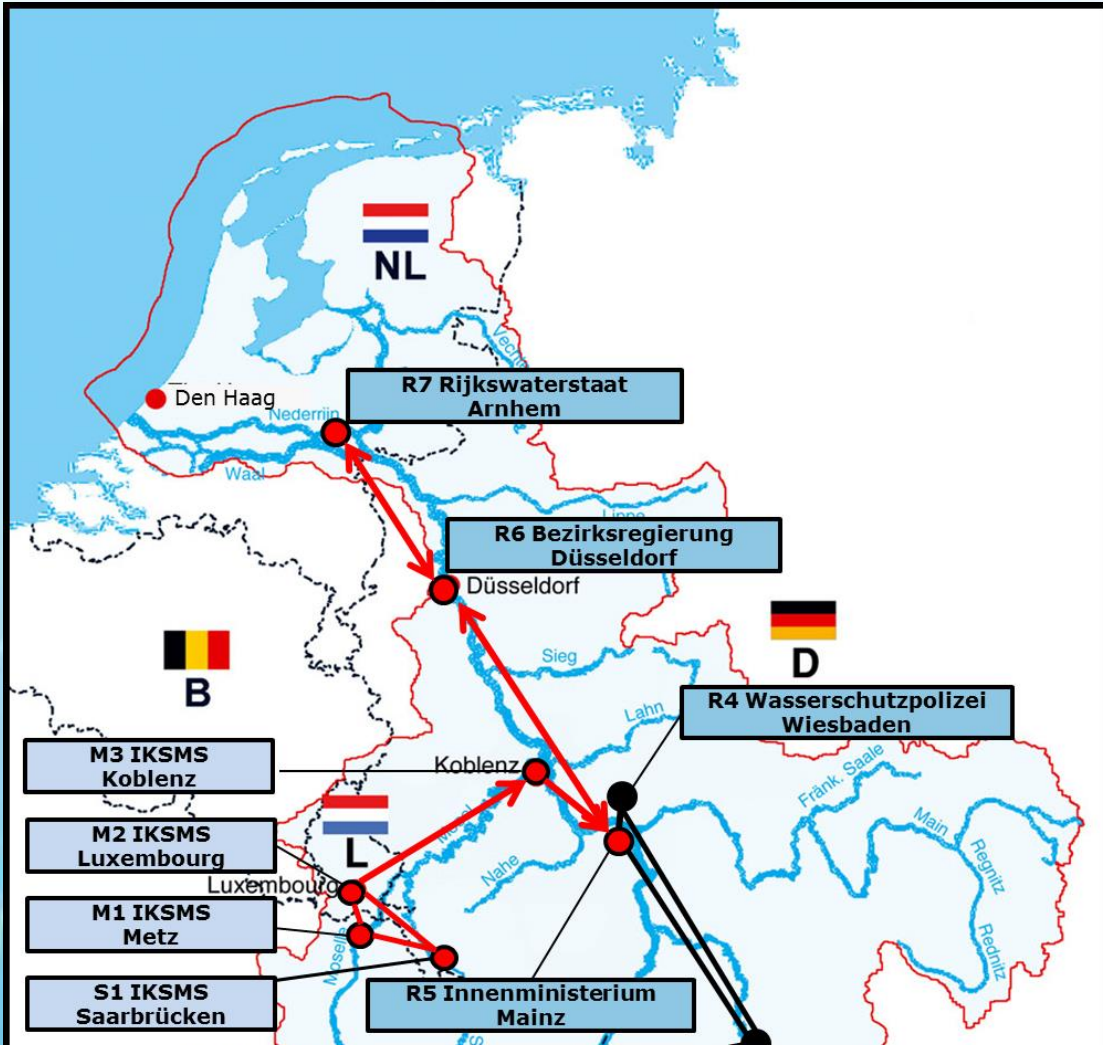 NL
Vecht
Den Haag
R7 Rijkswaterstaat
Arnhem
Nederrijn
Waal
Lippe
R6 Bezirksregierung
Düsseldorf
Düsseldorf
B
D
Sieg
R4 Wasserschutzpolizei
Wiesbaden
Lahn
M3 IKSMS
Koblenz
Koblenz
Fränk. Saale
Mosel
M2 IKSMS
Luxembourg
L
Main
Regnitz
Nahe
Luxembourg
M1 IKSMS
Metz
Moselle
Rednitz
S1 IKSMS
Saarbrücken
R5 Innenministerium
Mainz